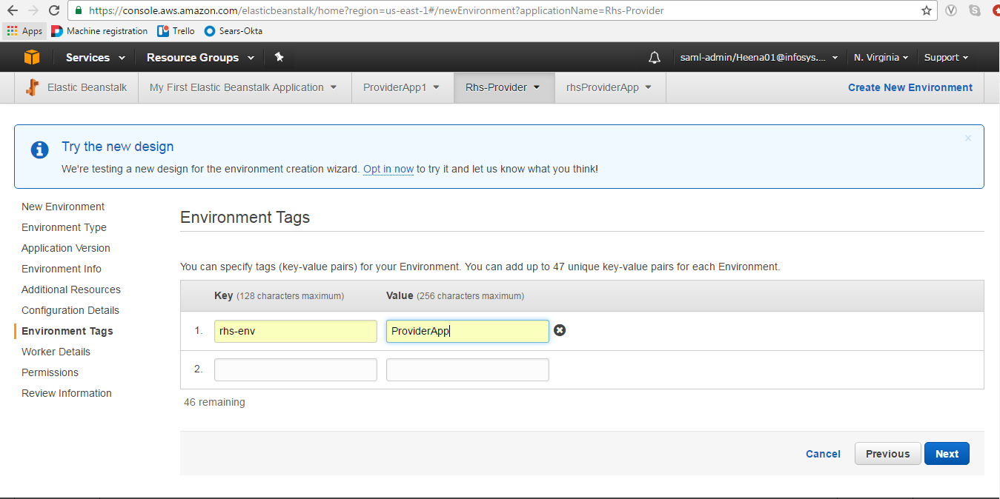 https://console.aws.amazon.com/elasticbeanstalk/home?region=us-east-1#/newEnvironment?applicationName=Rhs-Provider
Apps Machine registration Trello Sears-Okta
Services Resource Groups saml-admin/Heena01@infosys.... N. Virginia Support
Elastic Beanstalk My First Elastic Beanstalk Application ProviderApp1 Rhs-Provider rhsProviderApp Create New Environment
Try the new design
We're testing a new design for the environment creation wizard. Opt in now to try it and let us know what you think!
New Environment
Environment Type
Application Version
Environment Info
Additional Resources
Configuration Details
Environment Tags
Worker Details
Permissions
Review Information
Environment Tags
You can specify tags (key-value pairs) for your Environment. You can add up to 47 unique key-value pairs for each Environment.
Key (128 characters maximum) Value (256 characters maximum)
1. rhs-env ProviderApp
2.
46 remaining
Cancel Previous Next